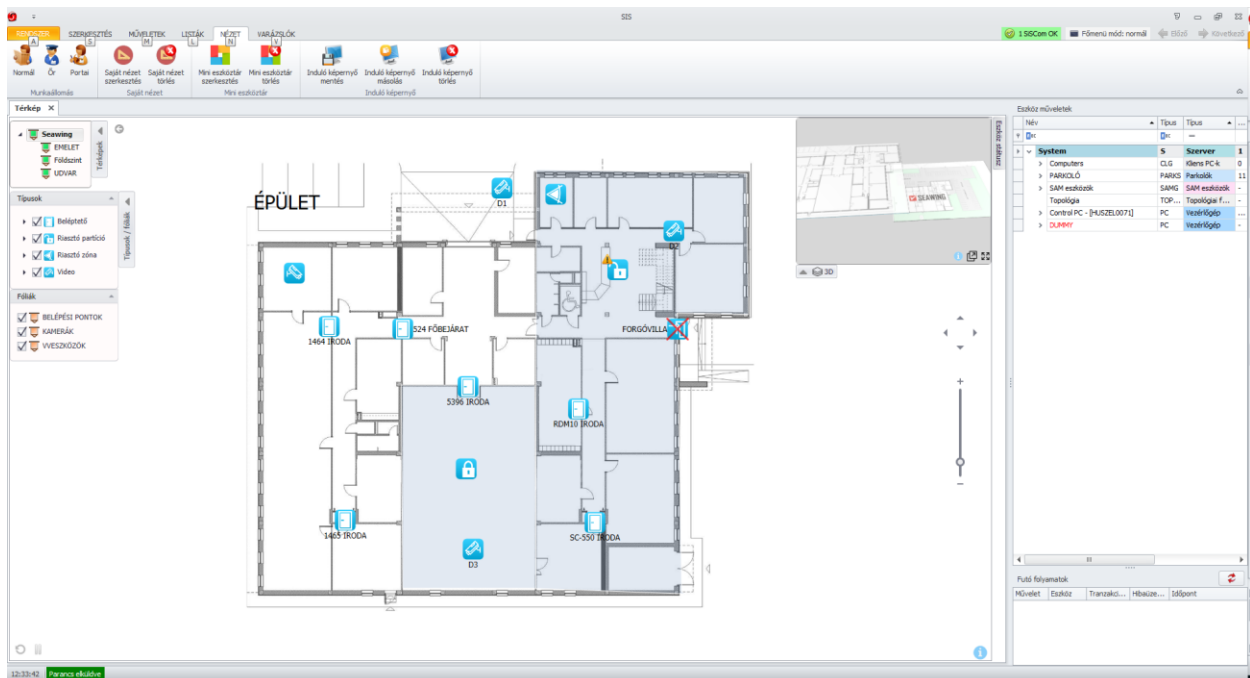 SIS
RENDSZER SZERKESZTÉS MŰVELETEK LISTÁK NÉZET VARÁZSLÓK
A S M L N V
1 SISCom OK Főmenü mód: normál Előző Következő
Normál Őr Portai Saját nézet szerkesztés Saját nézet törlés Mini eszköztár szerkesztés Mini eszköztár törlés Induló képernyő mentés Induló képernyő másolás Induló képernyő törlés
Munkaállomás Saját nézet Mini eszköztár Induló képernyő
Térkép
Seawing
EMELET
Földszint
UDVAR
Térképek
Típusok
Beléptető
Riasztó partíció
Riasztó zóna
Video
Típusok / fóliák
Fóliák
BELÉPÉSI PONTOK
KAMERÁK
VVESZKÖZÖK
ÉPÜLET
D1
D2
1464 IRODA
524 FŐBEJÁRAT
FORGÓVILLA
5396 IRODA
RDM10 IRODA
1465 IRODA
D3
SC-550 IRODA
SEAWING
3D
Eszköz státusz
Eszköz műveletek
Név Típus Típus ...
System S Szerver 1
Computers CLG Kliens PC-k 0
PARKOLÓ PARKS Parkolók 11
SAM eszközök SAMG SAM eszközök -
Topológia TOP... Topológiai f... -
Control PC - [HUSZEL0071] PC Vezérlőgép ...
DUMMY PC Vezérlőgép -
Futó folyamatok
Művelet Eszköz Tranzakci... Hibaüze... Időpont
12:33:42 Parancs elküldve